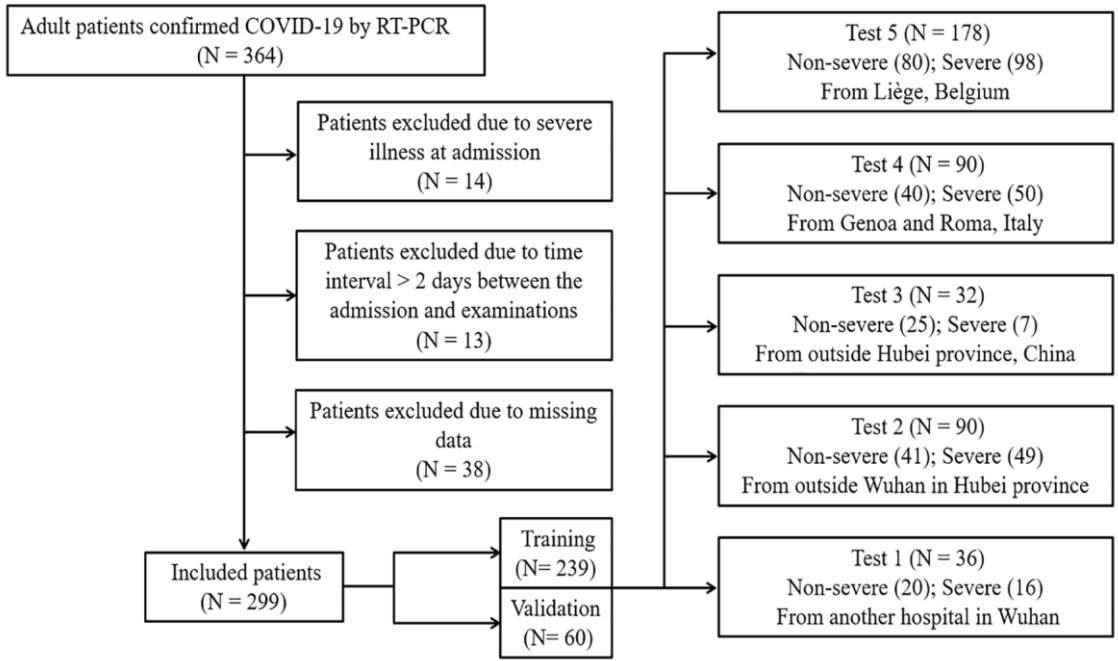 Adult patients confirmed COVID-19 by RT-PCR
(N = 364)
Patients excluded due to severe
illness at admission
(N = 14)
Patients excluded due to time
interval > 2 days between the
admission and examinations
(N = 13)
Patients excluded due to missing
data
(N = 38)
Included patients
(N = 299)
Training
(N= 239)
Validation
(N= 60)
Test 5 (N = 178)
Non-severe (80); Severe (98)
From Liège, Belgium
Test 4 (N = 90)
Non-severe (40); Severe (50)
From Genoa and Roma, Italy
Test 3 (N = 32)
Non-severe (25); Severe (7)
From outside Hubei province, China
Test 2 (N = 90)
Non-severe (41); Severe (49)
From outside Wuhan in Hubei province
Test 1 (N = 36)
Non-severe (20); Severe (16)
From another hospital in Wuhan